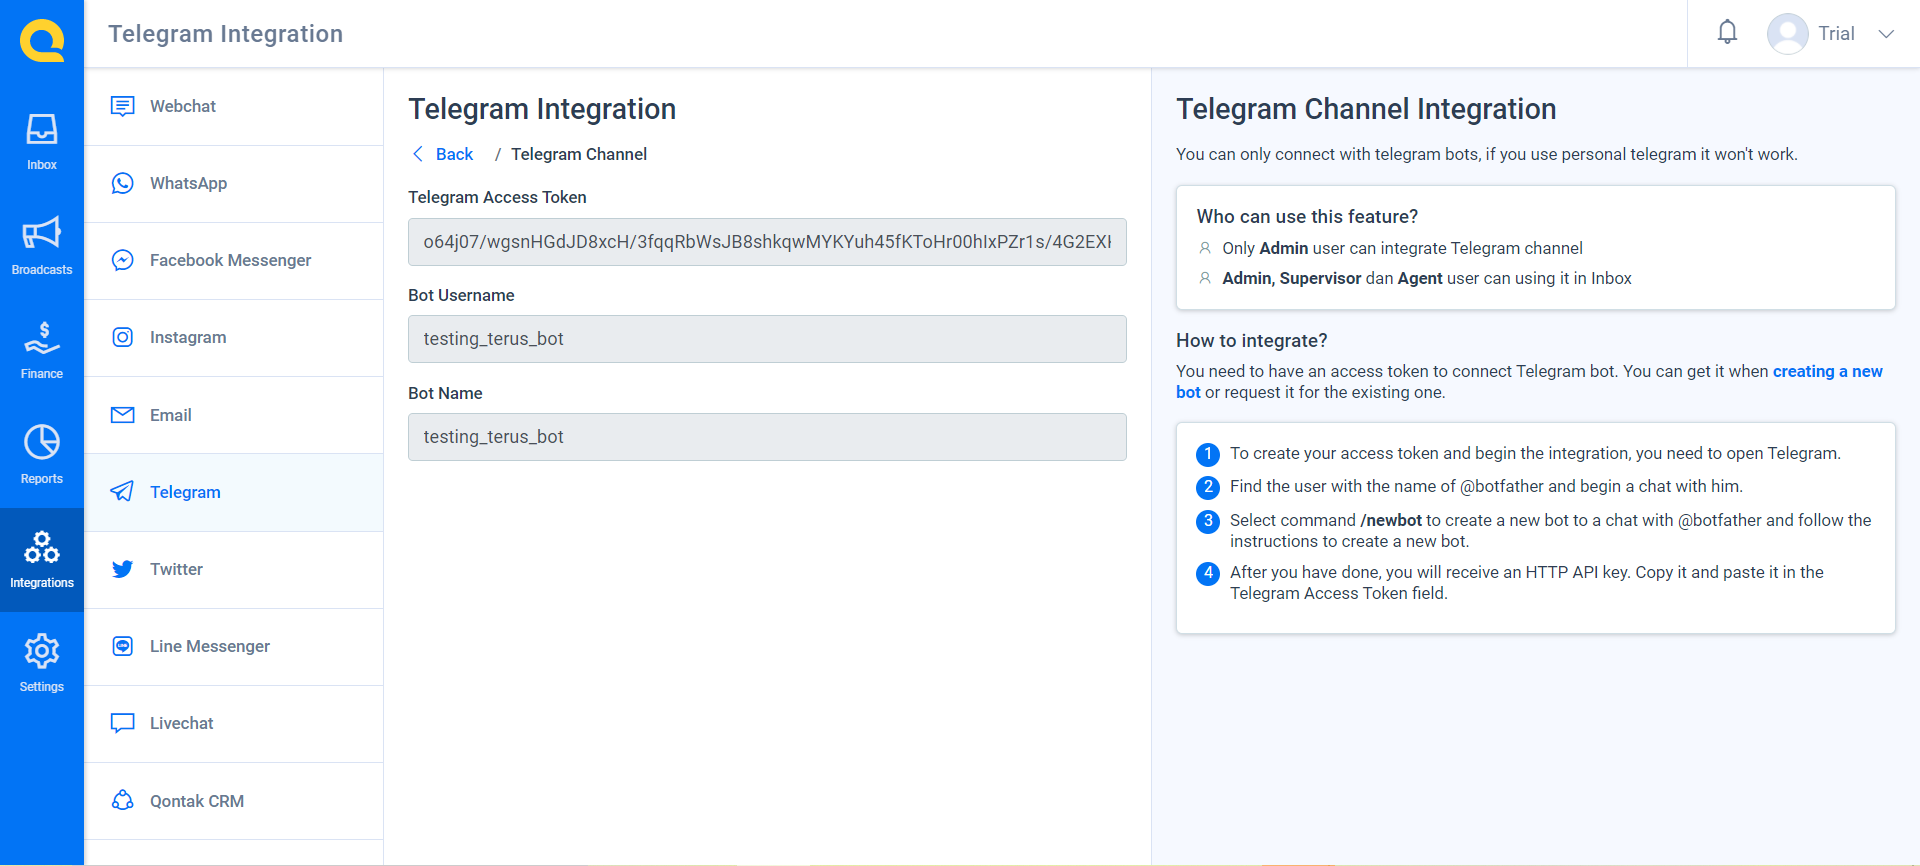 Telegram Integration
Trial
Inbox
Broadcasts
Finance
Reports
Integrations
Settings
Webchat
WhatsApp
Facebook Messenger
Instagram
Email
Telegram
Twitter
Line Messenger
Livechat
Qontak CRM
Telegram Integration
Back / Telegram Channel
Telegram Access Token
o64j07/wgsnHGdJD8xcH/3fqqRbWsJB8shkqwMYKYuh45fKToHr00hIxPZr1s/4G2EX
Bot Username
testing_terus_bot
Bot Name
testing_terus_bot
Telegram Channel Integration
You can only connect with telegram bots, if you use personal telegram it won't work.
Who can use this feature?
Only Admin user can integrate Telegram channel
Admin, Supervisor dan Agent user can using it in Inbox
How to integrate?
You need to have an access token to connect Telegram bot. You can get it when creating a new
bot or request it for the existing one.
1 To create your access token and begin the integration, you need to open Telegram.
2 Find the user with the name of @botfather and begin a chat with him.
3 Select command /newbot to create a new bot to a chat with @botfather and follow the
instructions to create a new bot.
4 After you have done, you will receive an HTTP API key. Copy it and paste it in the
Telegram Access Token field.